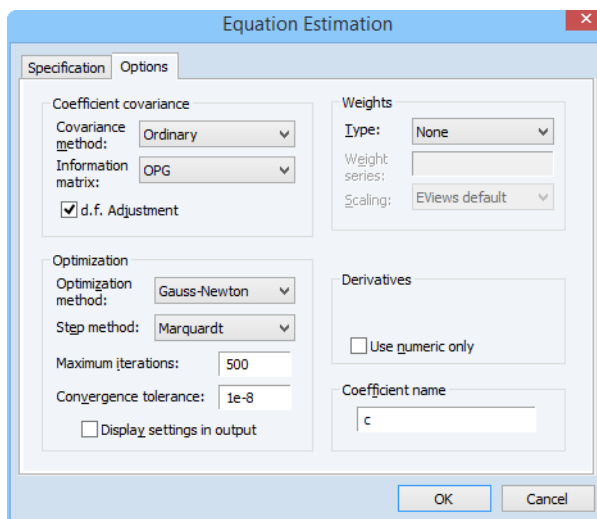 Equation Estimation
Specification
Options
Coefficient covariance
Covariance
method:
Ordinary
Information
matrix:
OPG
d.f. Adjustment
Weights
Type:
None
Weight
series:
Scaling:
EViews default
Optimization
Optimization
method:
Gauss-Newton
Step method:
Marquardt
Maximum iterations:
500
Convergence tolerance:
1e-8
Display settings in output
Derivatives
Use numeric only
Coefficient name
c
OK
Cancel